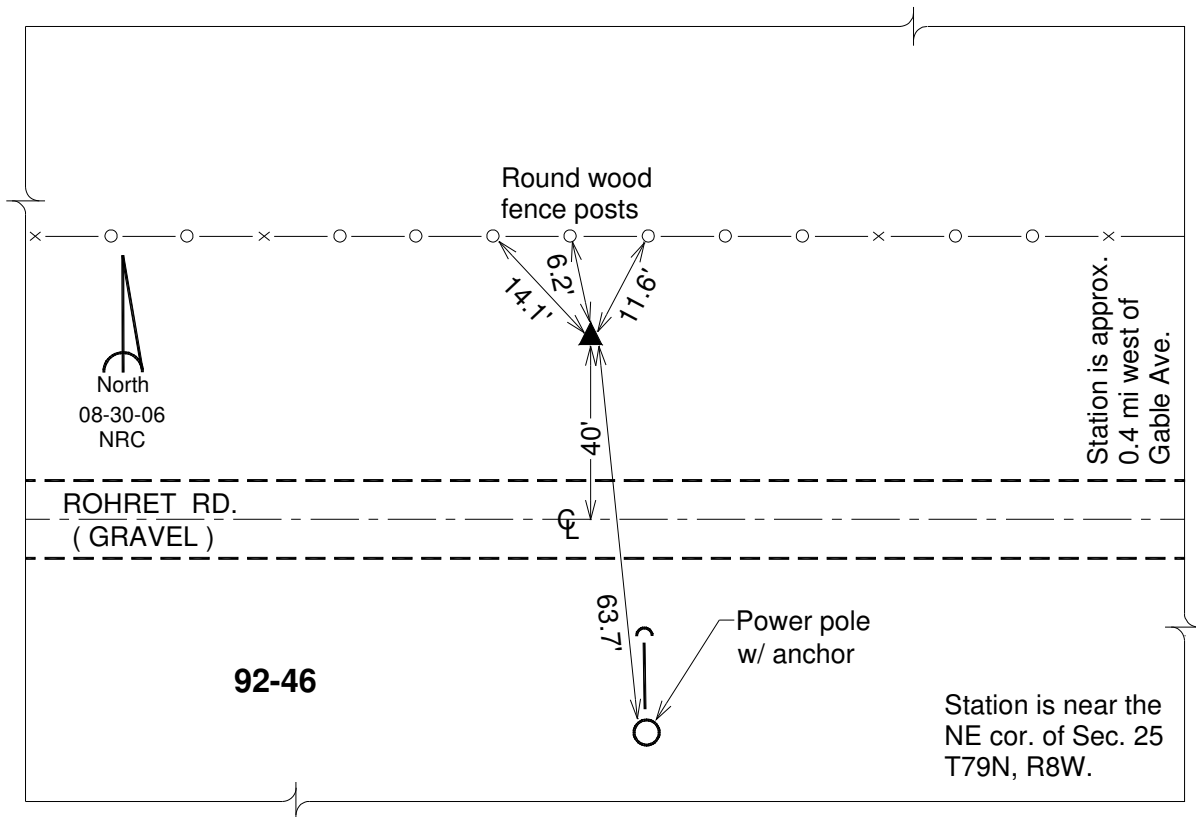 Round wood
fence posts
14.1'
6.2'
11.6'
North
08-30-06
NRC
Station is approx.
0.4 mi west of
Gable Ave.
40'
ROHRET RD.
( GRAVEL )
℄
63.7'
Power pole
w/ anchor
92-46
Station is near the
NE cor. of Sec. 25
T79N, R8W.